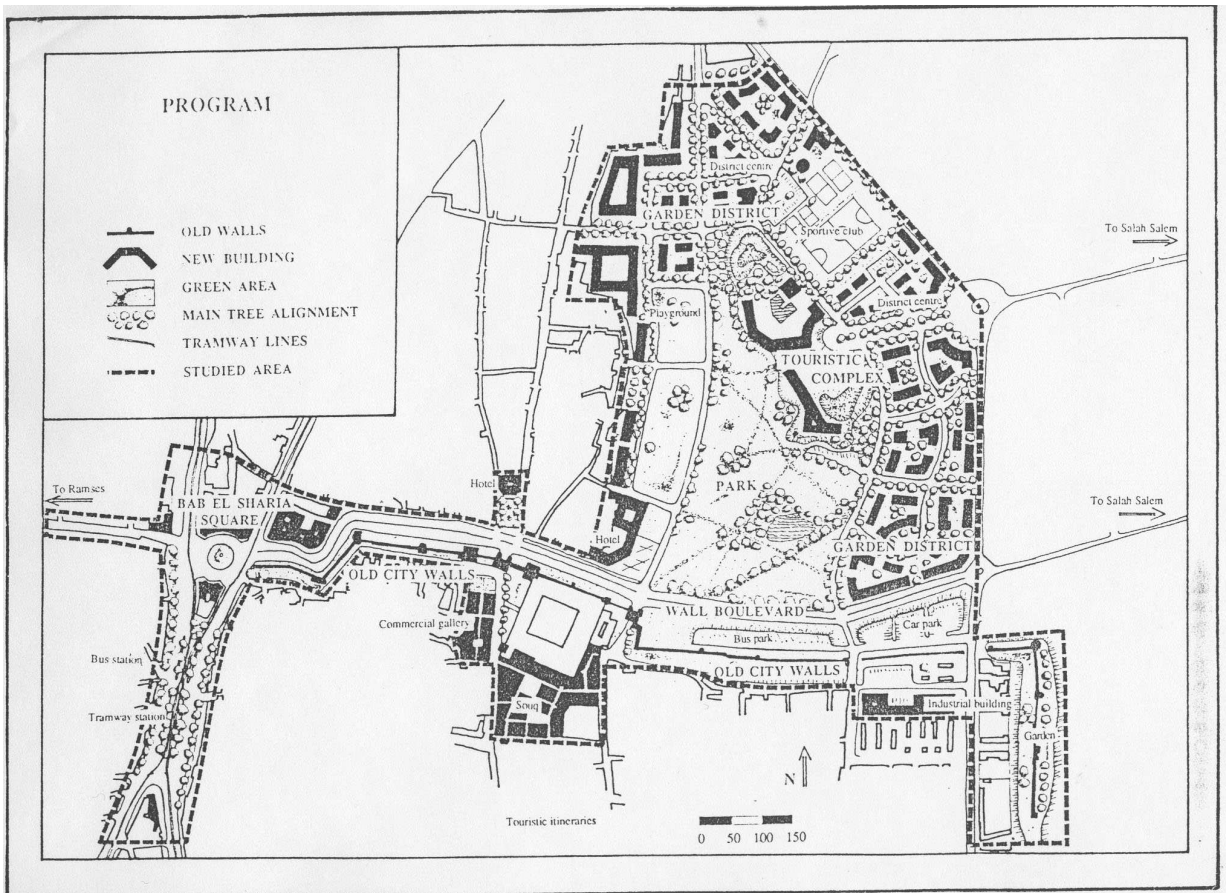 PROGRAM
OLD WALLS
NEW BUILDING
GREEN AREA
MAIN TREE ALIGNMENT
TRAMWAY LINES
STUDIED AREA
District centre
GARDEN DISTRICT
Sportive club
To Salah Salem
District centre
Playground
TOURISTICAL
COMPLEX
Hotel
PARK
To Ramses
BAB EL SHARIA
SQUARE
To Salah Salem
Hotel
GARDEN DISTRICT
OLD CITY WALLS
WALL BOULEVARD
Commercial gallery
Car park
Bus park
Bus station
OLD CITY WALLS
Souq
Industrial building
Tramway station
Garden
N
Touristic itineraries
0 50 100 150